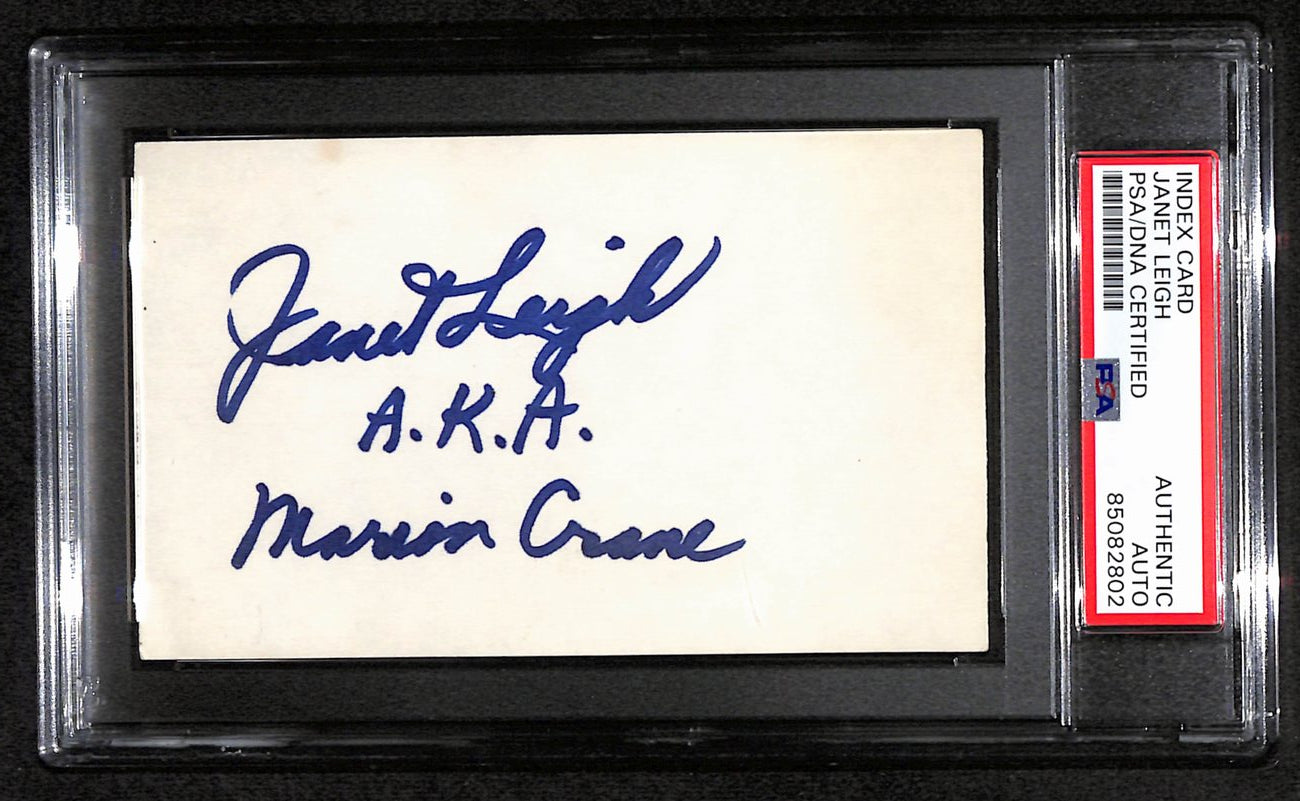 Janet Leigh
A.K.A.
Marion Crane
INDEX CARD
JANET LEIGH
PSA/DNA CERTIFIED
PSA
AUTHENTIC
AUTO
85082802